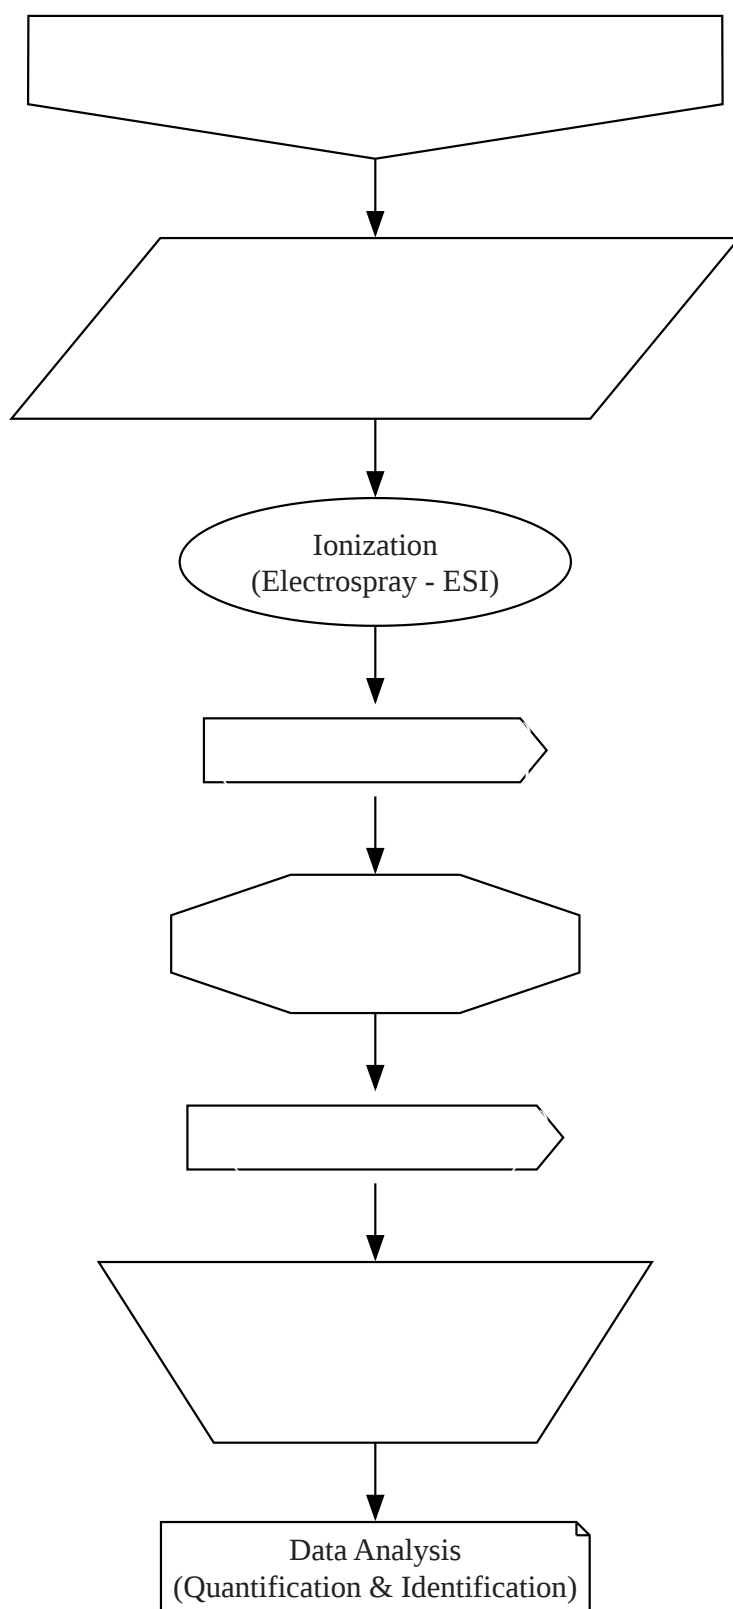 Ionization
(Electrospray - ESI)
Data Analysis
(Quantification & Identification)